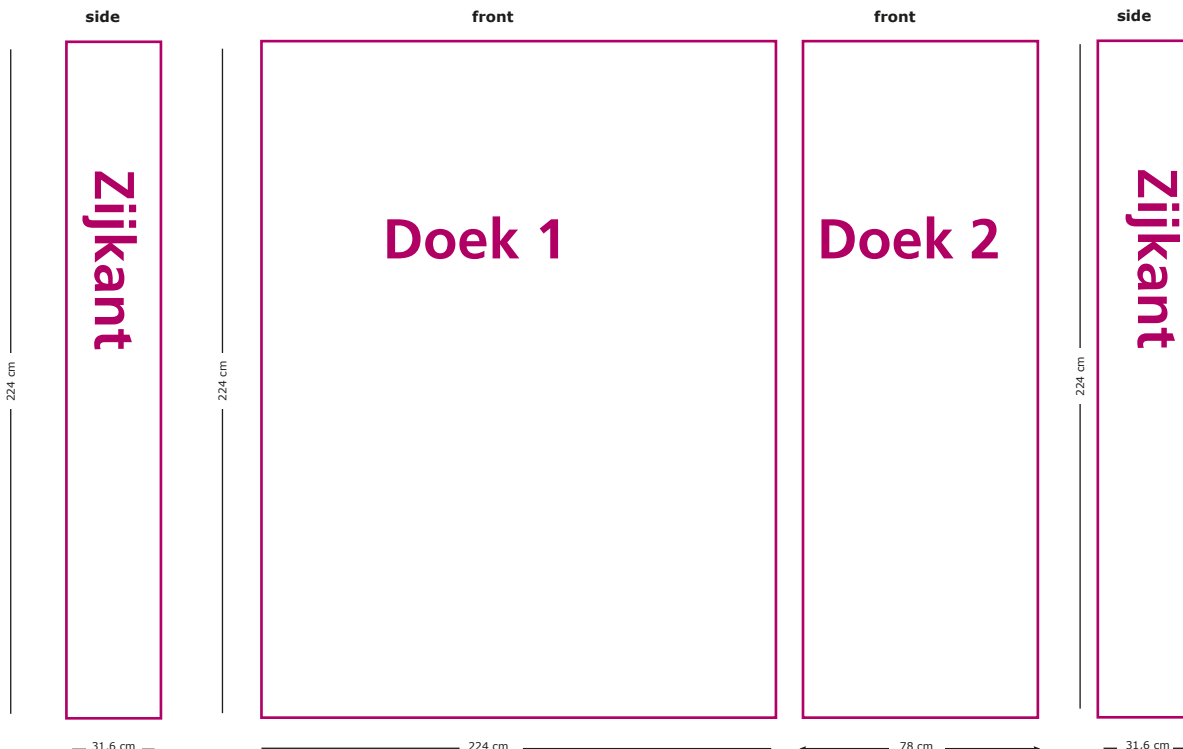 side
front
front
side
Zijkant
Doek 1
Doek 2
Zijkant
224 cm
224 cm
224 cm
31,6 cm
224 cm
78 cm
31,6 cm